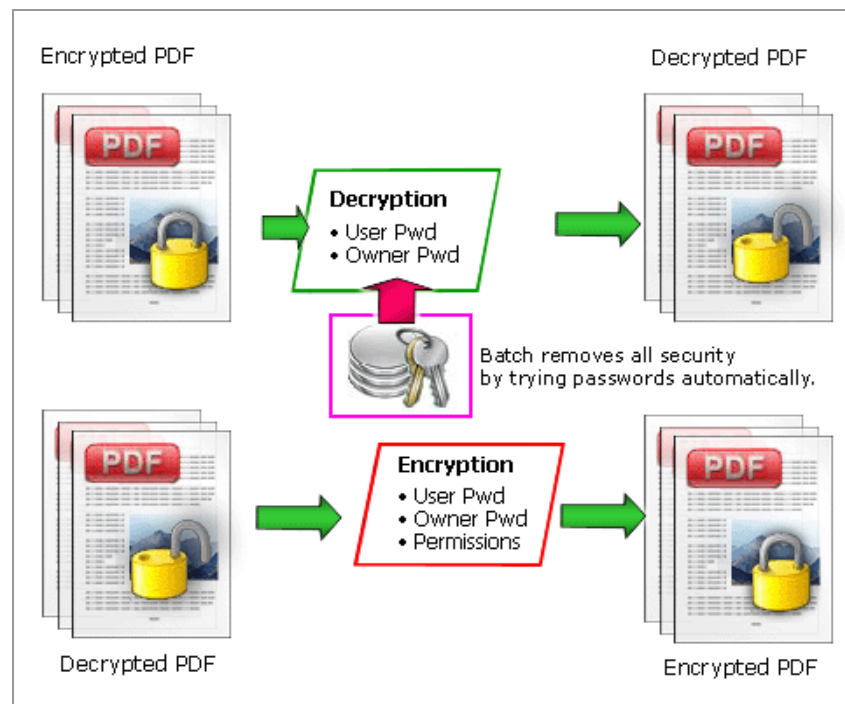 Encrypted PDF
Decrypted PDF
PDF
PDF
Decryption
• User Pwd
• Owner Pwd
Batch removes all security
by trying passwords automatically.
PDF
PDF
Encryption
• User Pwd
• Owner Pwd
• Permissions
Decrypted PDF
Encrypted PDF